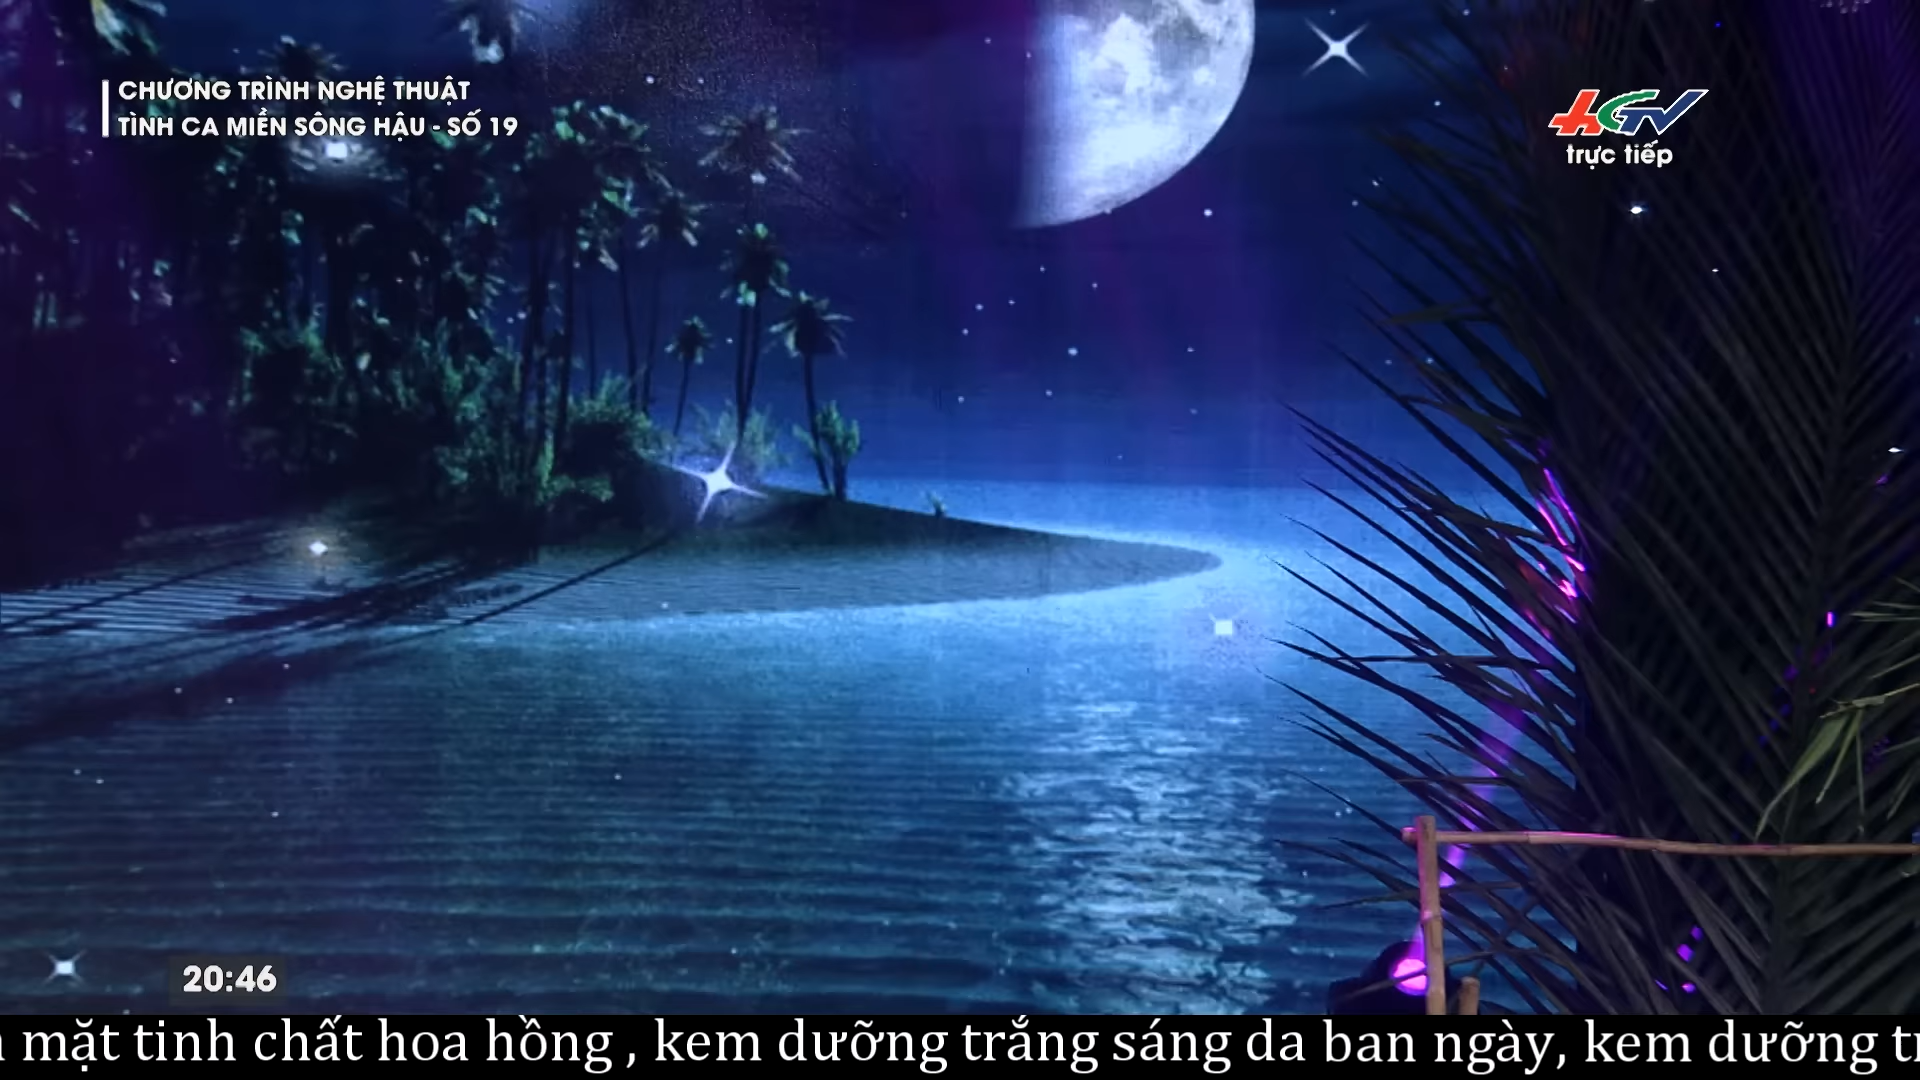 CHƯƠNG TRÌNH NGHỆ THUẬT
TÌNH CA MIỀN SÔNG HẬU - SỐ 19
HGTV
trực tiếp
20:46
mặt tinh chất hoa hồng , kem dưỡng trắng sáng da ban ngày, kem dưỡng